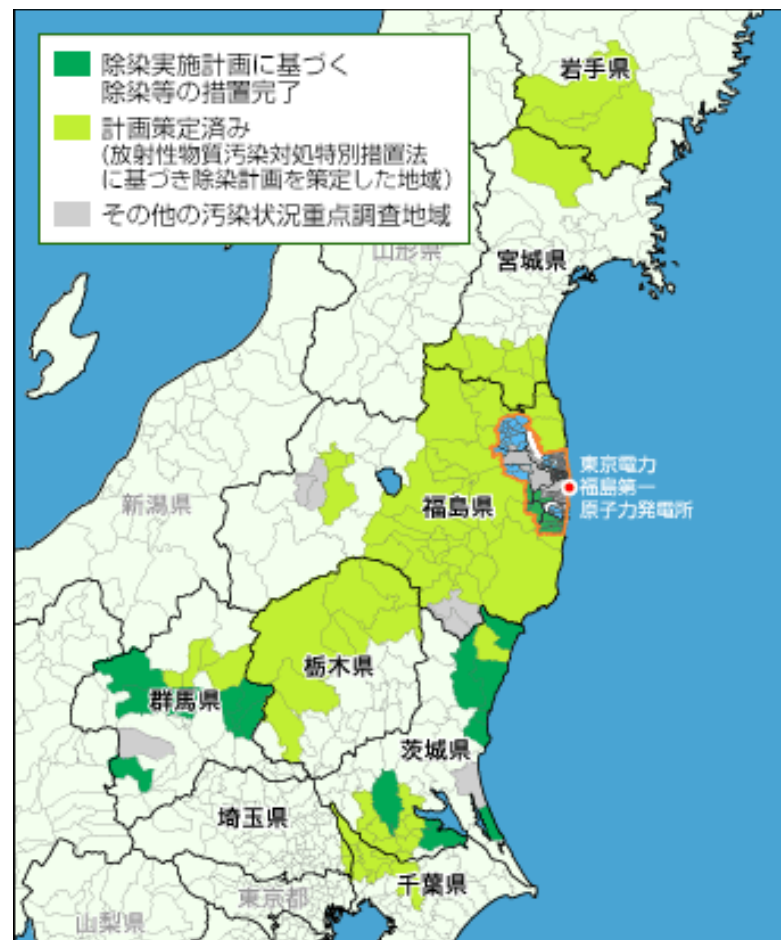 除染実施計画に基づく
除染等の措置完了
計画策定済み
(放射性物質汚染対処特別措置法
に基づき除染計画を策定した地域)
その他の汚染状況重点調査地域
岩手県
山形県
宮城県
東京電力
福島第一
原子力発電所
新潟県
福島県
栃木県
群馬県
茨城県
埼玉県
千葉県
東京都
山梨県